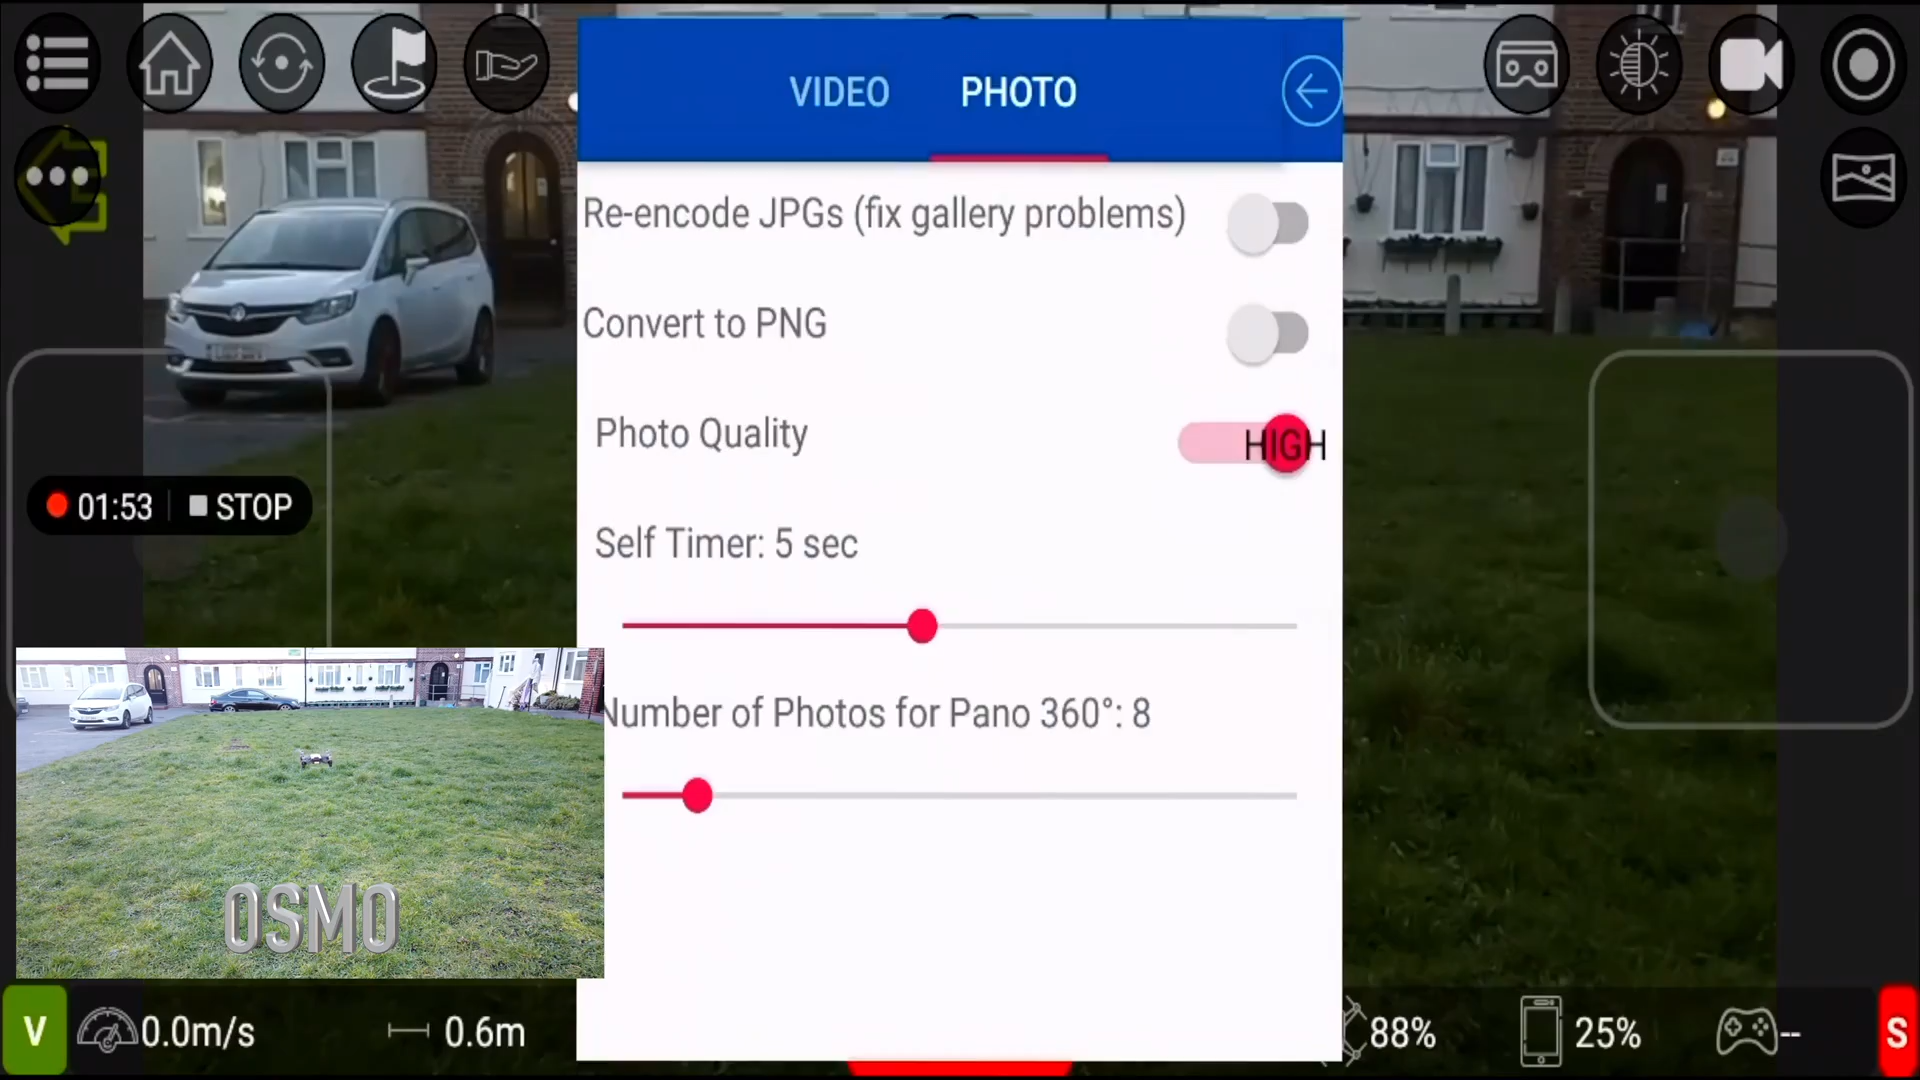 VIDEO PHOTO
Re-encode JPGs (fix gallery problems)
Convert to PNG
Photo Quality HIGH
01:53 STOP
Self Timer: 5 sec
Number of Photos for Pano 360°: 8
OSMO
V 0.0m/s 0.6m 88% 25% -- S